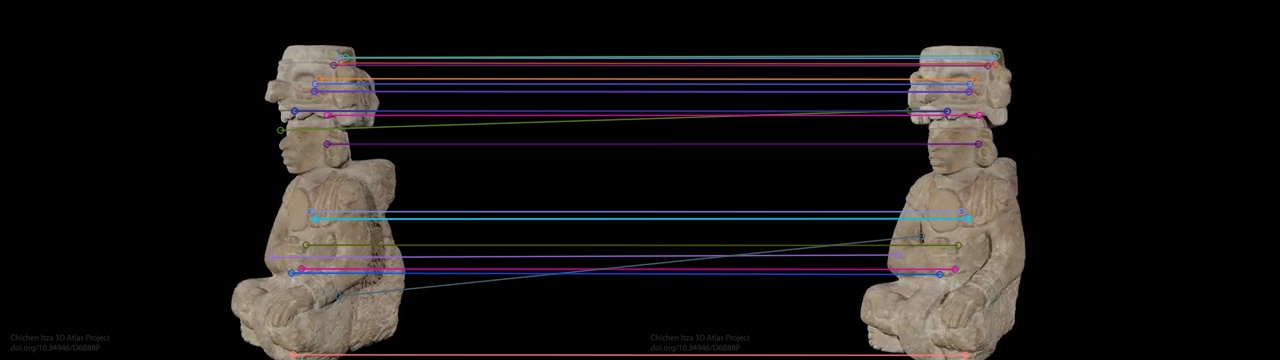 Chichen Itza 3D Atlas Project
doi.org/10.34946/D6B88P
Chichen Itza 3D Atlas Project
doi.org/10.34946/D6B88P